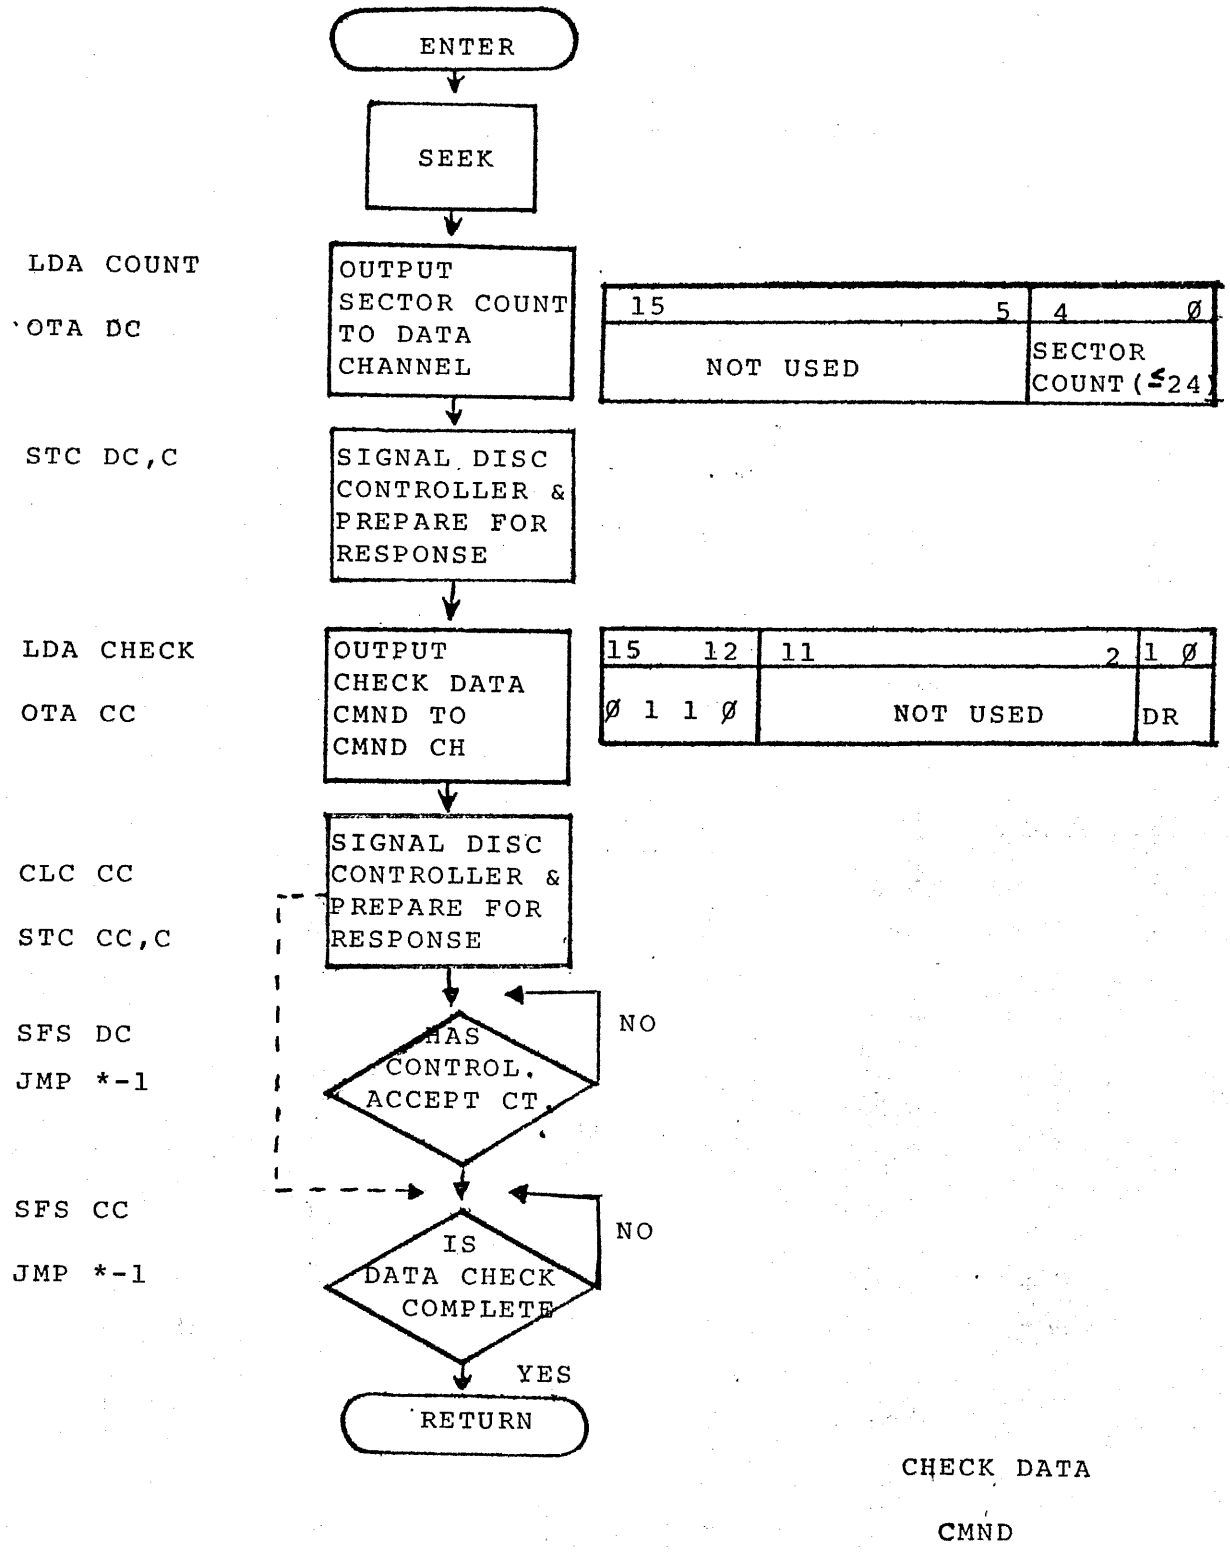 ENTER
SEEK
LDA COUNT
OTA DC
OUTPUT
SECTOR COUNT
TO DATA
CHANNEL
15 5 4 Ø
NOT USED
SECTOR
COUNT(≤24)
STC DC,C
SIGNAL DISC
CONTROLLER &
PREPARE FOR
RESPONSE
LDA CHECK
OTA CC
OUTPUT
CHECK DATA
CMND TO
CMND CH
15 12 11 2 1 Ø
Ø 1 1 Ø NOT USED DR
CLC CC
STC CC,C
SIGNAL DISC
CONTROLLER &
PREPARE FOR
RESPONSE
SFS DC
JMP *-1
HAS
CONTROL.
ACCEPT CT.
NO
SFS CC
JMP *-1
IS
DATA CHECK
COMPLETE
NO
YES
RETURN
CHECK DATA
CMND